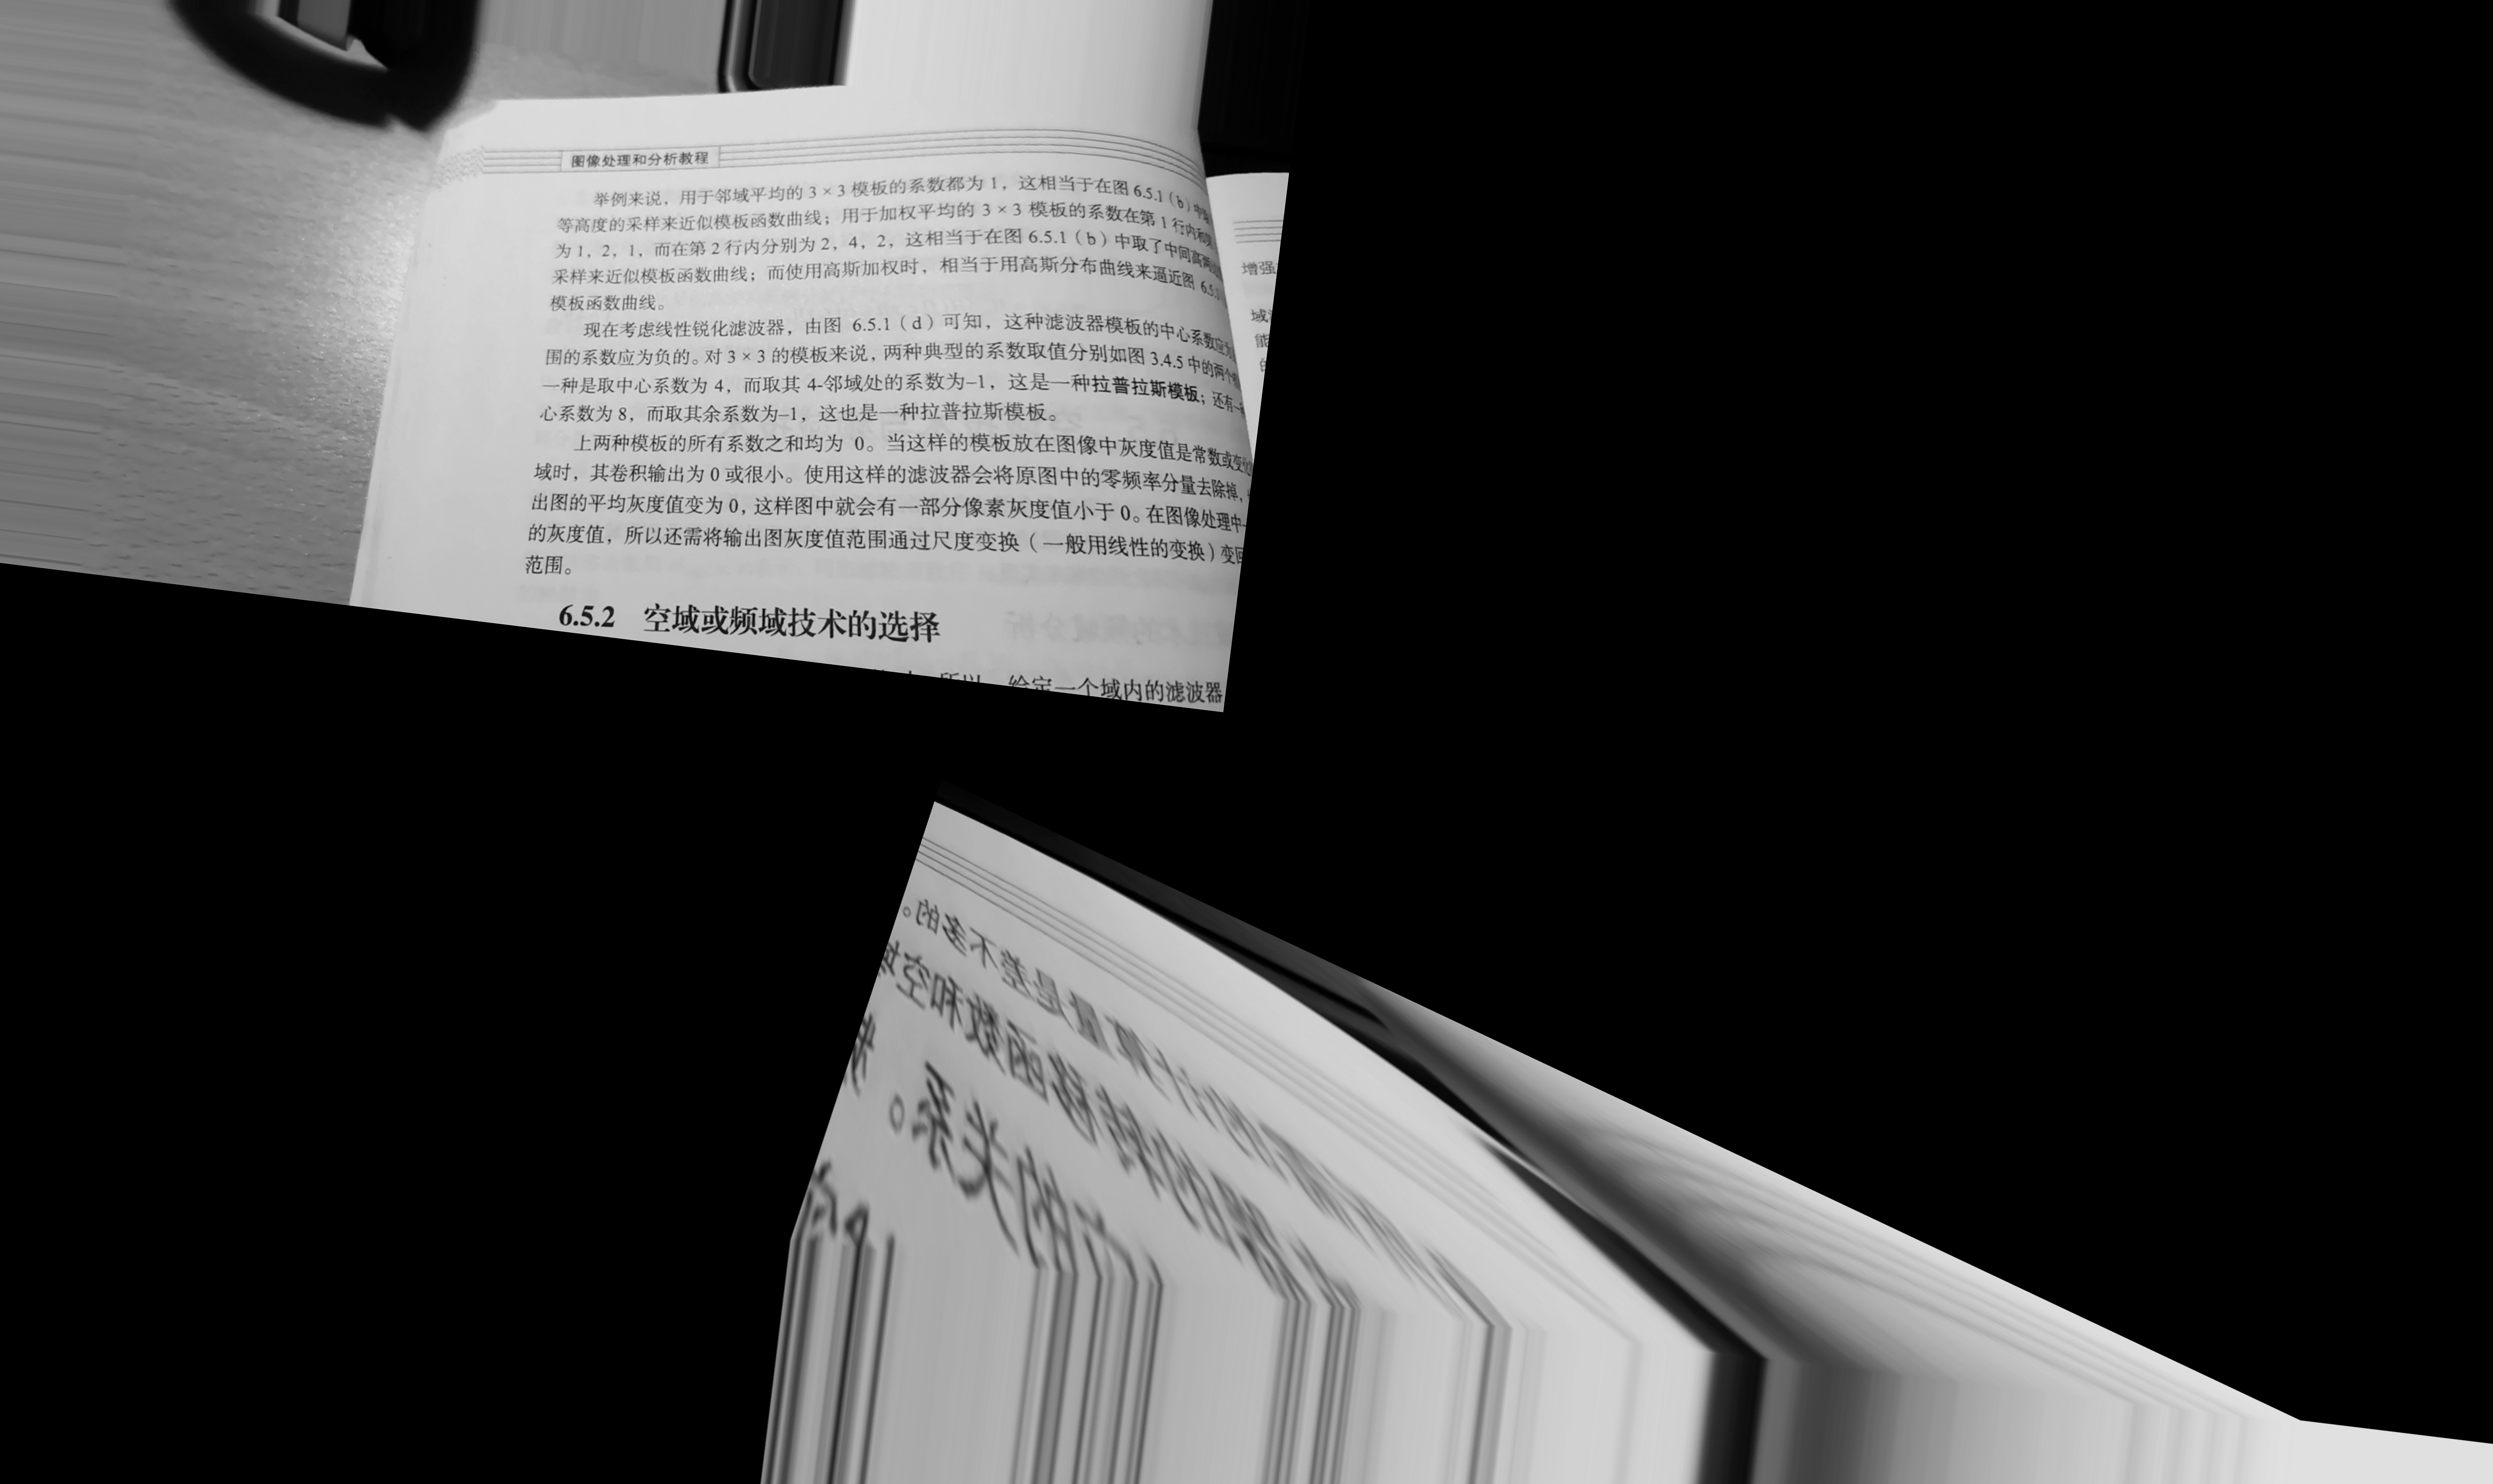 图像处理和分析教程
举例来说，用于邻域平均的 3 × 3 模板的系数都为 1，这相当于在图 6.5.1（b）中
等高度的采样来近似模板函数曲线；用于加权平均的 3 × 3 模板的系数在第 1 行内和
为 1，2，1，而在第 2 行内分别为 2，4，2，这相当于在图 6.5.1（b）中取了中间高两
采样来近似模板函数曲线；而使用高斯加权时，相当于用高斯分布曲线来逼近图 6.5.
模板函数曲线。
现在考虑线性锐化滤波器，由图 6.5.1（d）可知，这种滤波器模板的中心系数应为
围的系数应为负的。对 3 × 3 的模板来说，两种典型的系数取值分别如图 3.4.5 中的两个
一种是取中心系数为 4，而取其 4-邻域处的系数为–1，这是一种拉普拉斯模板；还有一
心系数为 8，而取其余系数为–1，这也是一种拉普拉斯模板。
上两种模板的所有系数之和均为 0。当这样的模板放在图像中灰度值是常数或变化
域时，其卷积输出为 0 或很小。使用这样的滤波器会将原图中的零频率分量去除掉，
出图的平均灰度值变为 0，这样图中就会有一部分像素灰度值小于 0。在图像处理中一
的灰度值，所以还需将输出图灰度值范围通过尺度变换（一般用线性的变换）变回
范围。
6.5.2 空域或频域技术的选择
所以 给定一个域内的滤波器
增强
域
能
的
的计算量是差不多的。
的转移函数和空
的关系。